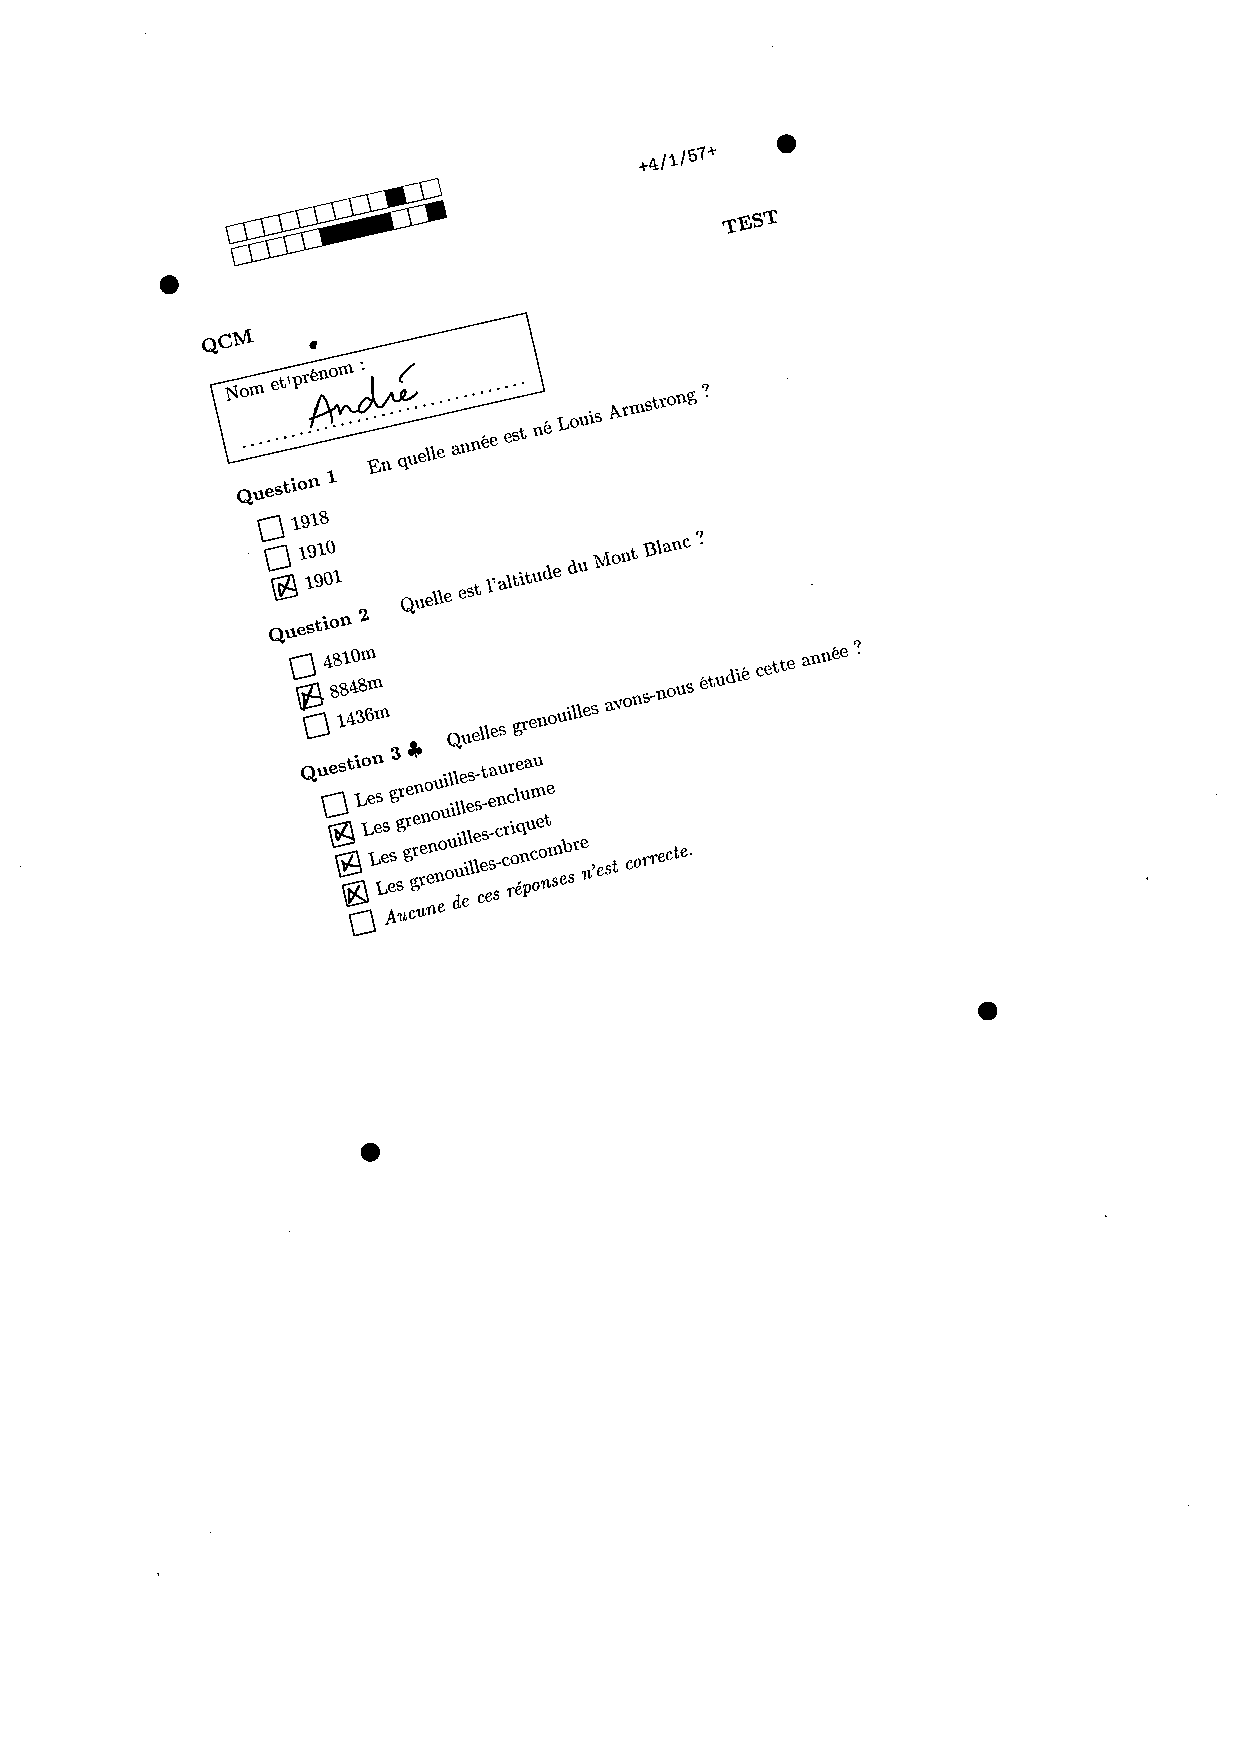 +4/1/57+
TEST
QCM
Nom et prénom :
André
Question 1 En quelle année est né Louis Armstrong ?
1918
1910
1901
Question 2 Quelle est l'altitude du Mont Blanc ?
4810m
8848m
1436m
Question 3 ♣ Quelles grenouilles avons-nous étudié cette année ?
Les grenouilles-taureau
Les grenouilles-enclume
Les grenouilles-criquet
Les grenouilles-concombre
Aucune de ces réponses n'est correcte.